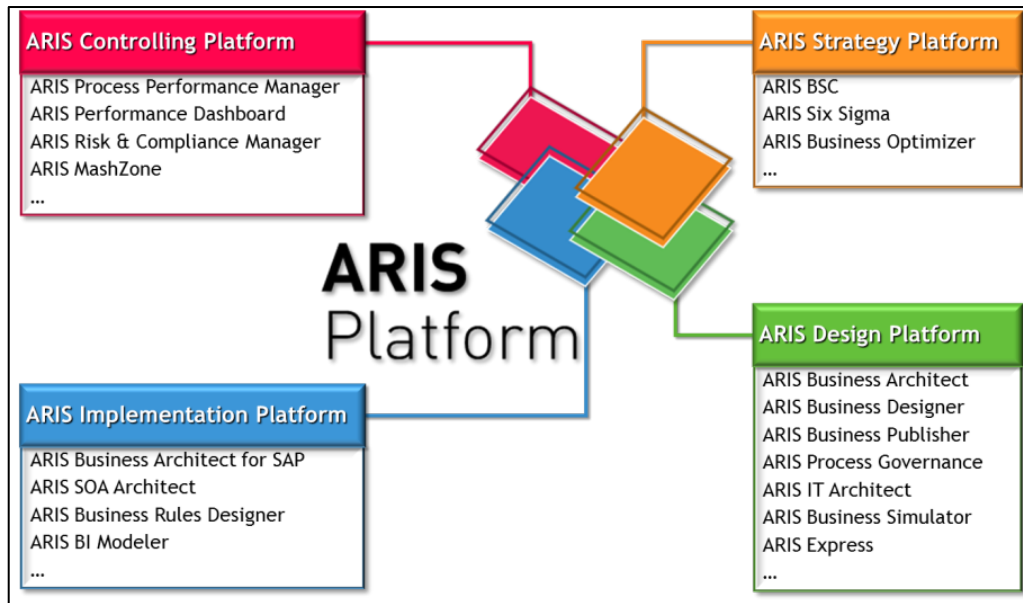 ARIS Controlling Platform
ARIS Process Performance Manager
ARIS Performance Dashboard
ARIS Risk & Compliance Manager
ARIS MashZone
...
ARIS Strategy Platform
ARIS BSC
ARIS Six Sigma
ARIS Business Optimizer
...
ARIS
Platform
ARIS Implementation Platform
ARIS Business Architect for SAP
ARIS SOA Architect
ARIS Business Rules Designer
ARIS BI Modeler
...
ARIS Design Platform
ARIS Business Architect
ARIS Business Designer
ARIS Business Publisher
ARIS Process Governance
ARIS IT Architect
ARIS Business Simulator
ARIS Express
...